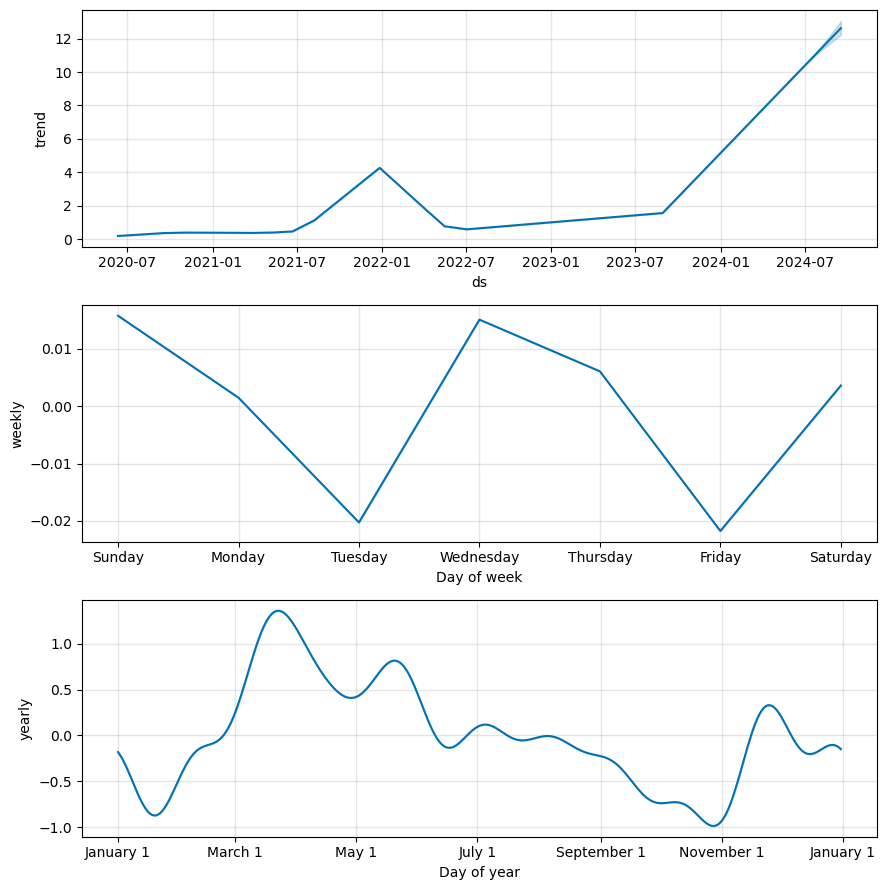 12
10
8
6
4
2
0
trend
2020-07 2021-01 2021-07 2022-01 2022-07 2023-01 2023-07 2024-01 2024-07
ds
0.01
0.00
−0.01
−0.02
weekly
Sunday Monday Tuesday Wednesday Thursday Friday Saturday
Day of week
1.0
0.5
0.0
−0.5
−1.0
yearly
January 1 March 1 May 1 July 1 September 1 November 1 January 1
Day of year